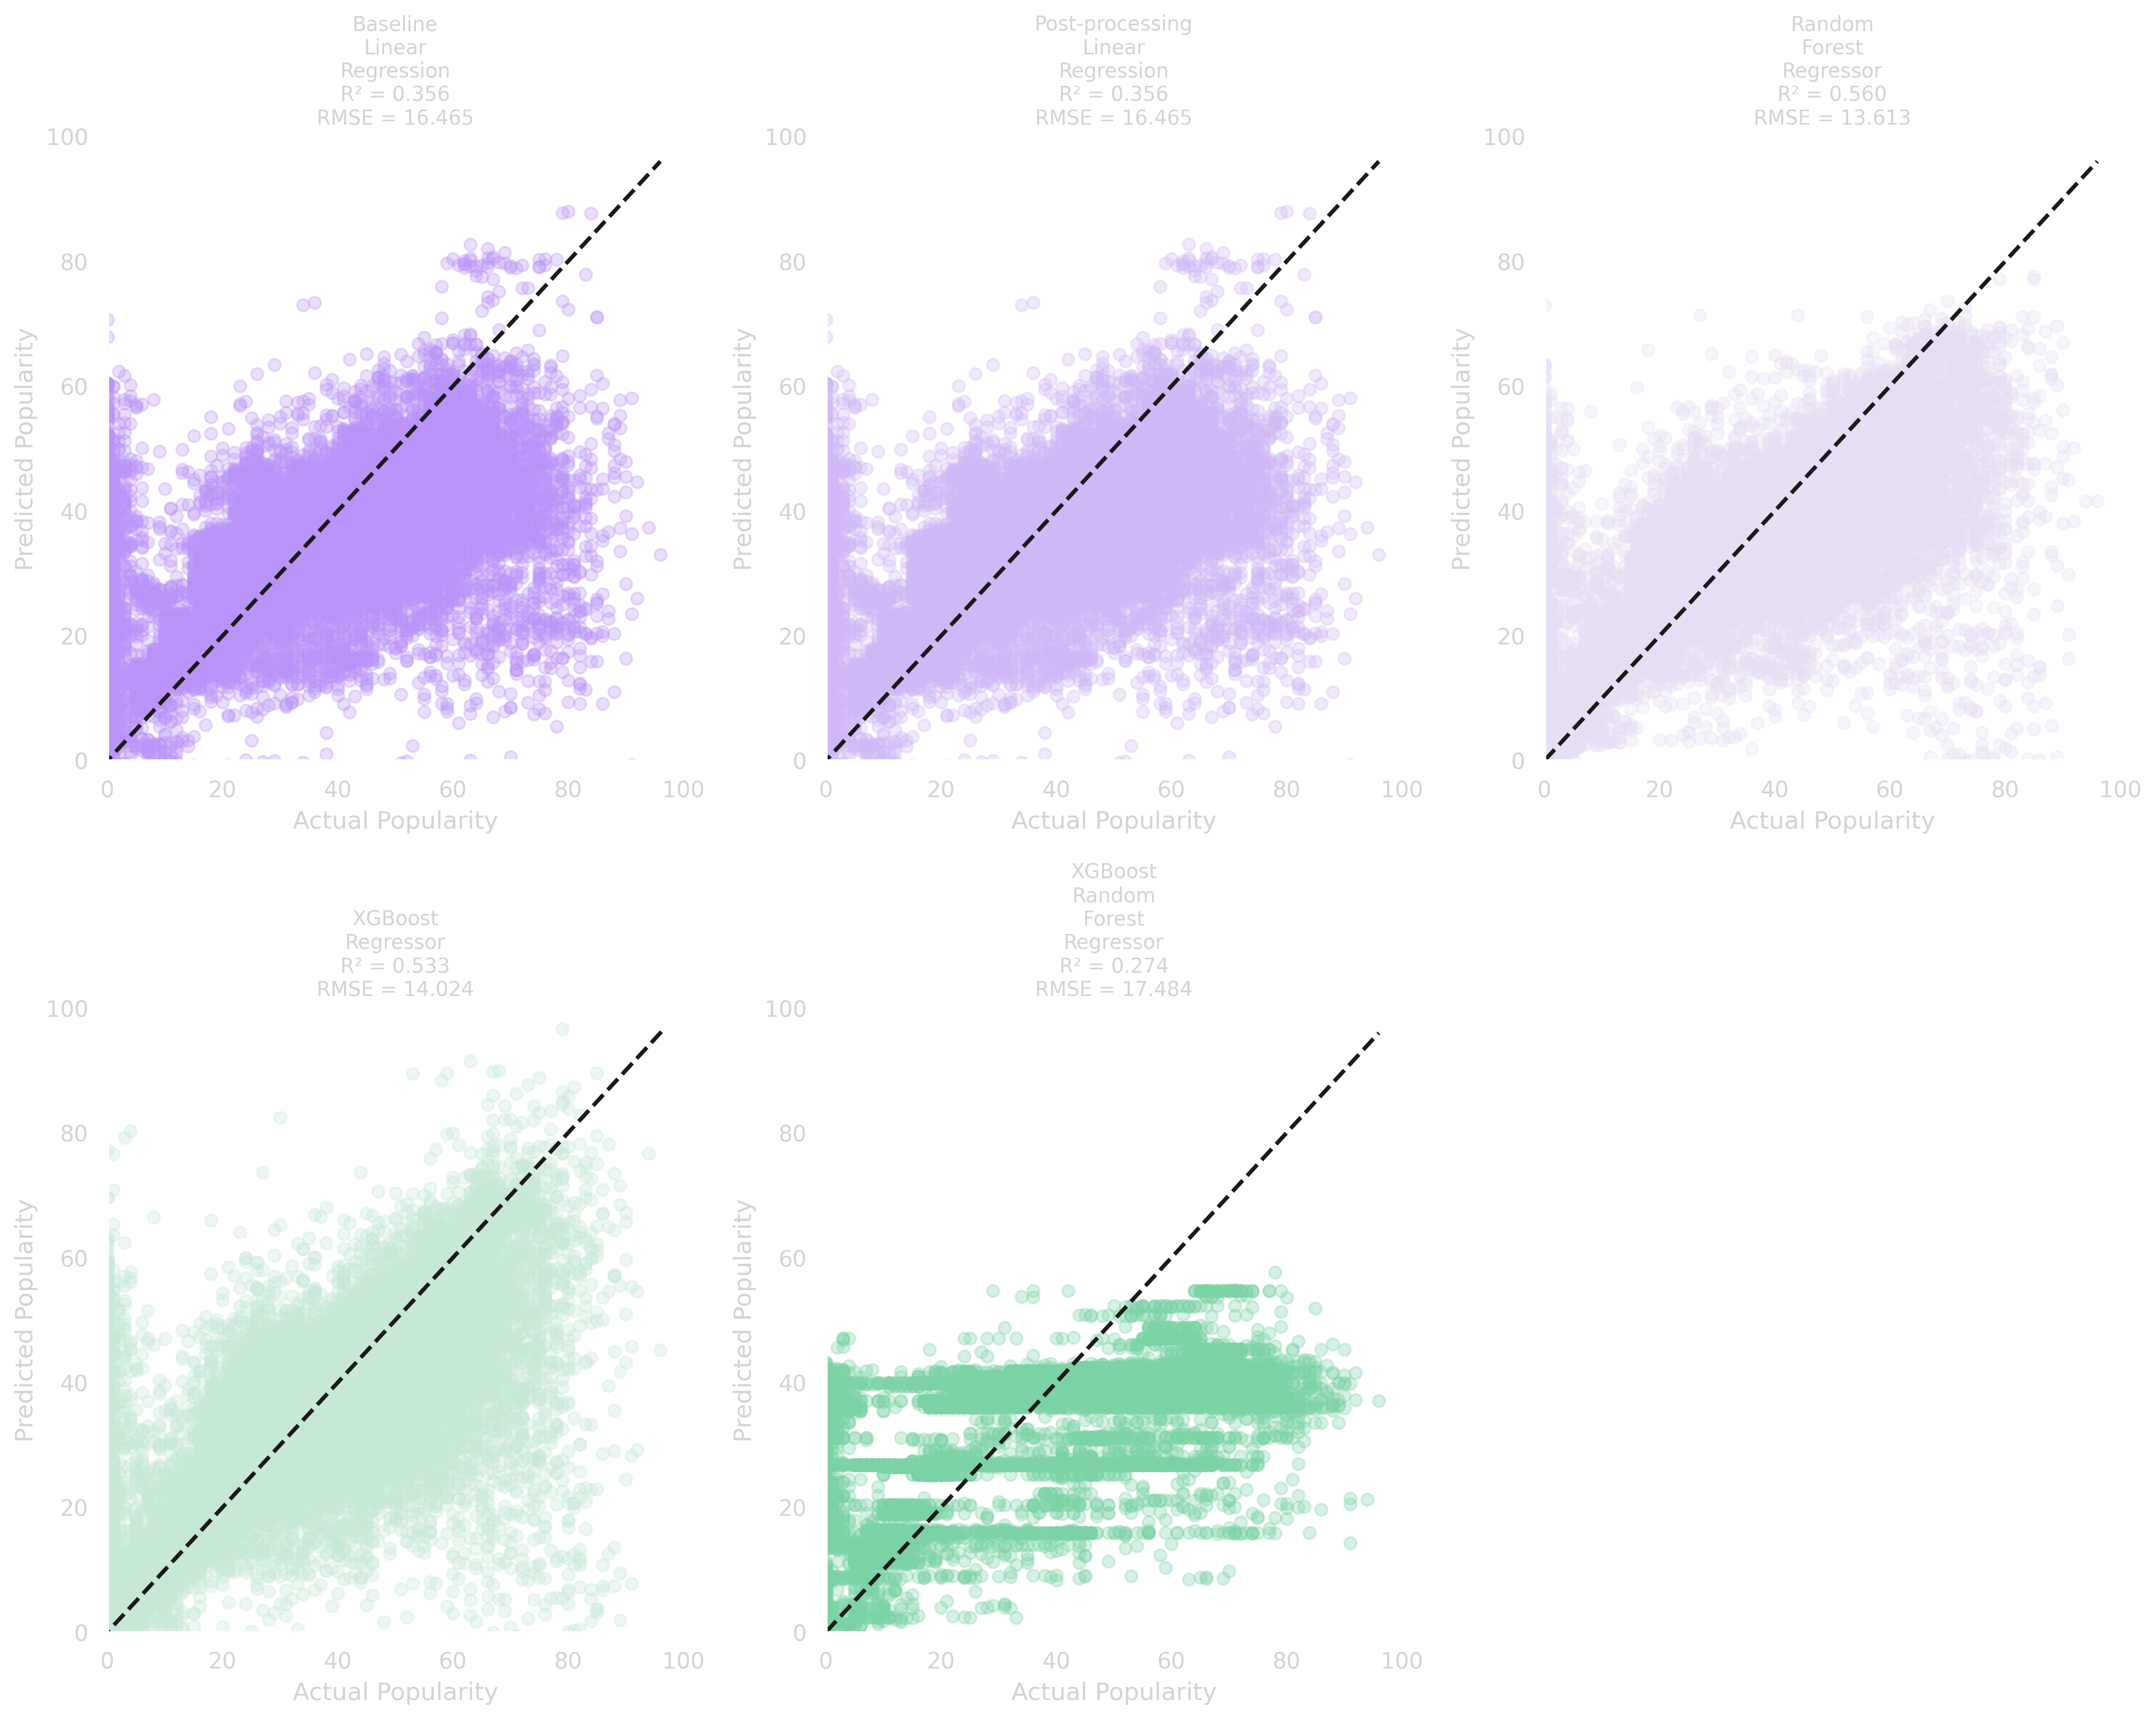 Baseline
Linear
Regression
R² = 0.356
RMSE = 16.465
100
80
60
40
20
0
0 20 40 60 80 100
Predicted Popularity
Actual Popularity
Post-processing
Linear
Regression
R² = 0.356
RMSE = 16.465
100
80
60
40
20
0
0 20 40 60 80 100
Predicted Popularity
Actual Popularity
Random
Forest
Regressor
R² = 0.560
RMSE = 13.613
100
80
60
40
20
0
0 20 40 60 80 100
Predicted Popularity
Actual Popularity
XGBoost
Regressor
R² = 0.533
RMSE = 14.024
100
80
60
40
20
0
0 20 40 60 80 100
Predicted Popularity
Actual Popularity
XGBoost
Random
Forest
Regressor
R² = 0.274
RMSE = 17.484
100
80
60
40
20
0
0 20 40 60 80 100
Predicted Popularity
Actual Popularity